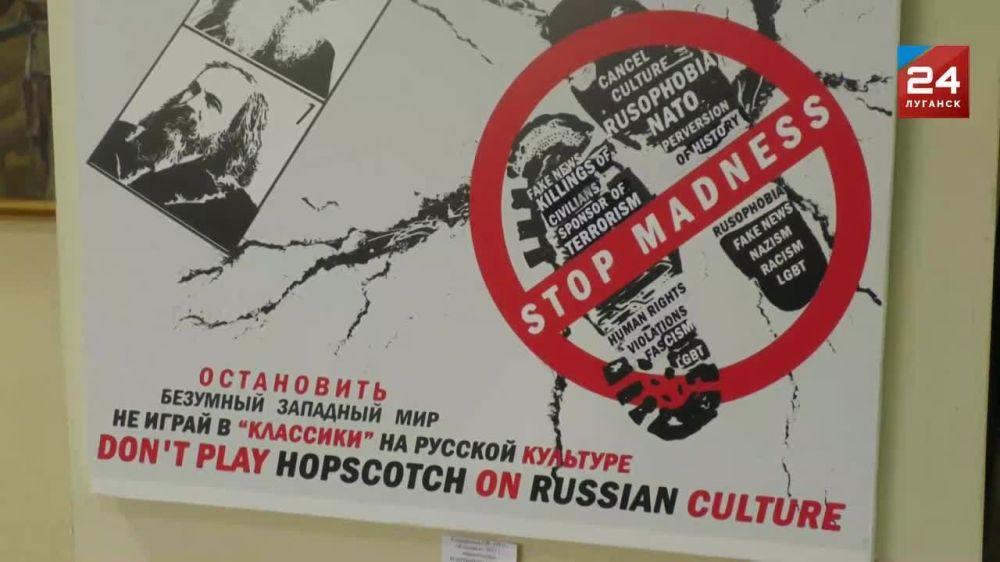 24
ЛУГАНСК
CANCEL
CULTURE
RUSOPHOBIA
NATO
PERVERSION
OF HISTORY
FAKE NEWS
KILLINGS OF
CIVILIANS
SPONSOR OF
TERRORISM
STOP MADNESS
RUSOPHOBIA
FAKE NEWS
NAZISM
RACISM
LGBT
HUMAN RIGHTS
VIOLATIONS
FASCISM
LGBT
ОСТАНОВИТЬ
БЕЗУМНЫЙ ЗАПАДНЫЙ МИР
НЕ ИГРАЙ В "КЛАССИКИ" НА РУССКОЙ КУЛЬТУРЕ
DON'T PLAY HOPSCOTCH ON RUSSIAN CULTURE